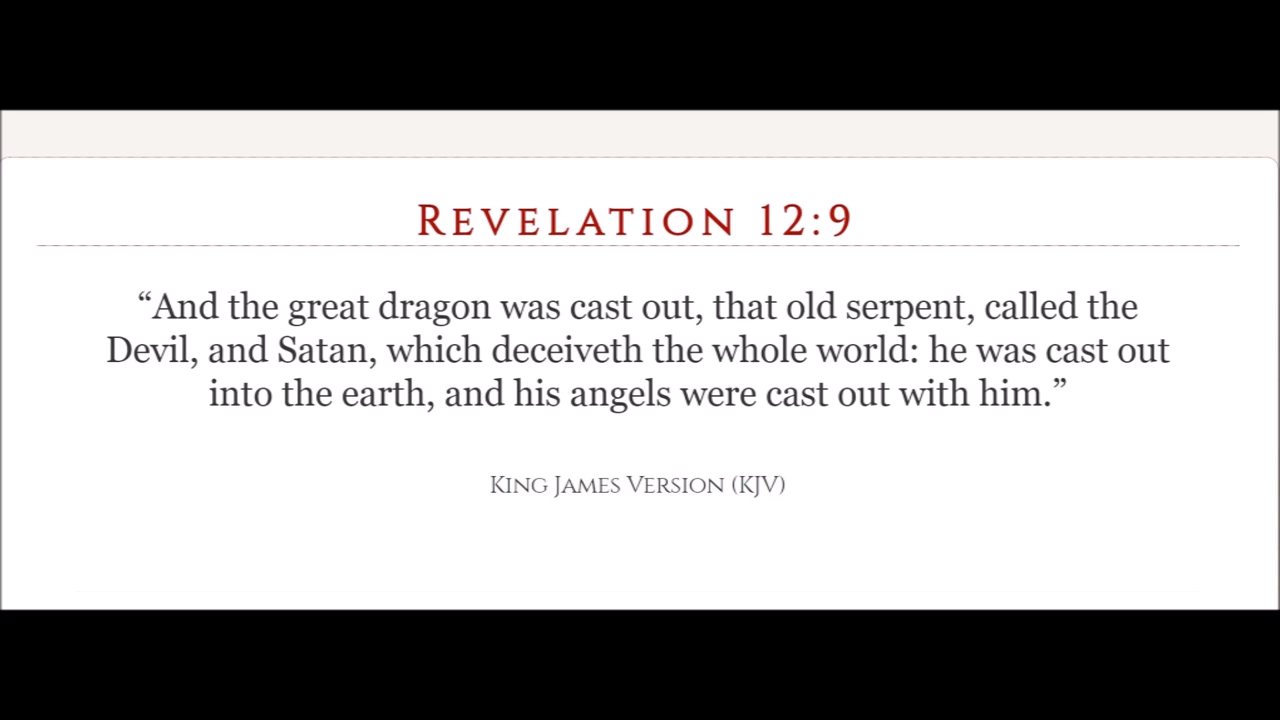 Revelation 12:9
“And the great dragon was cast out, that old serpent, called the
Devil, and Satan, which deceiveth the whole world: he was cast out
into the earth, and his angels were cast out with him.”
King James Version (KJV)